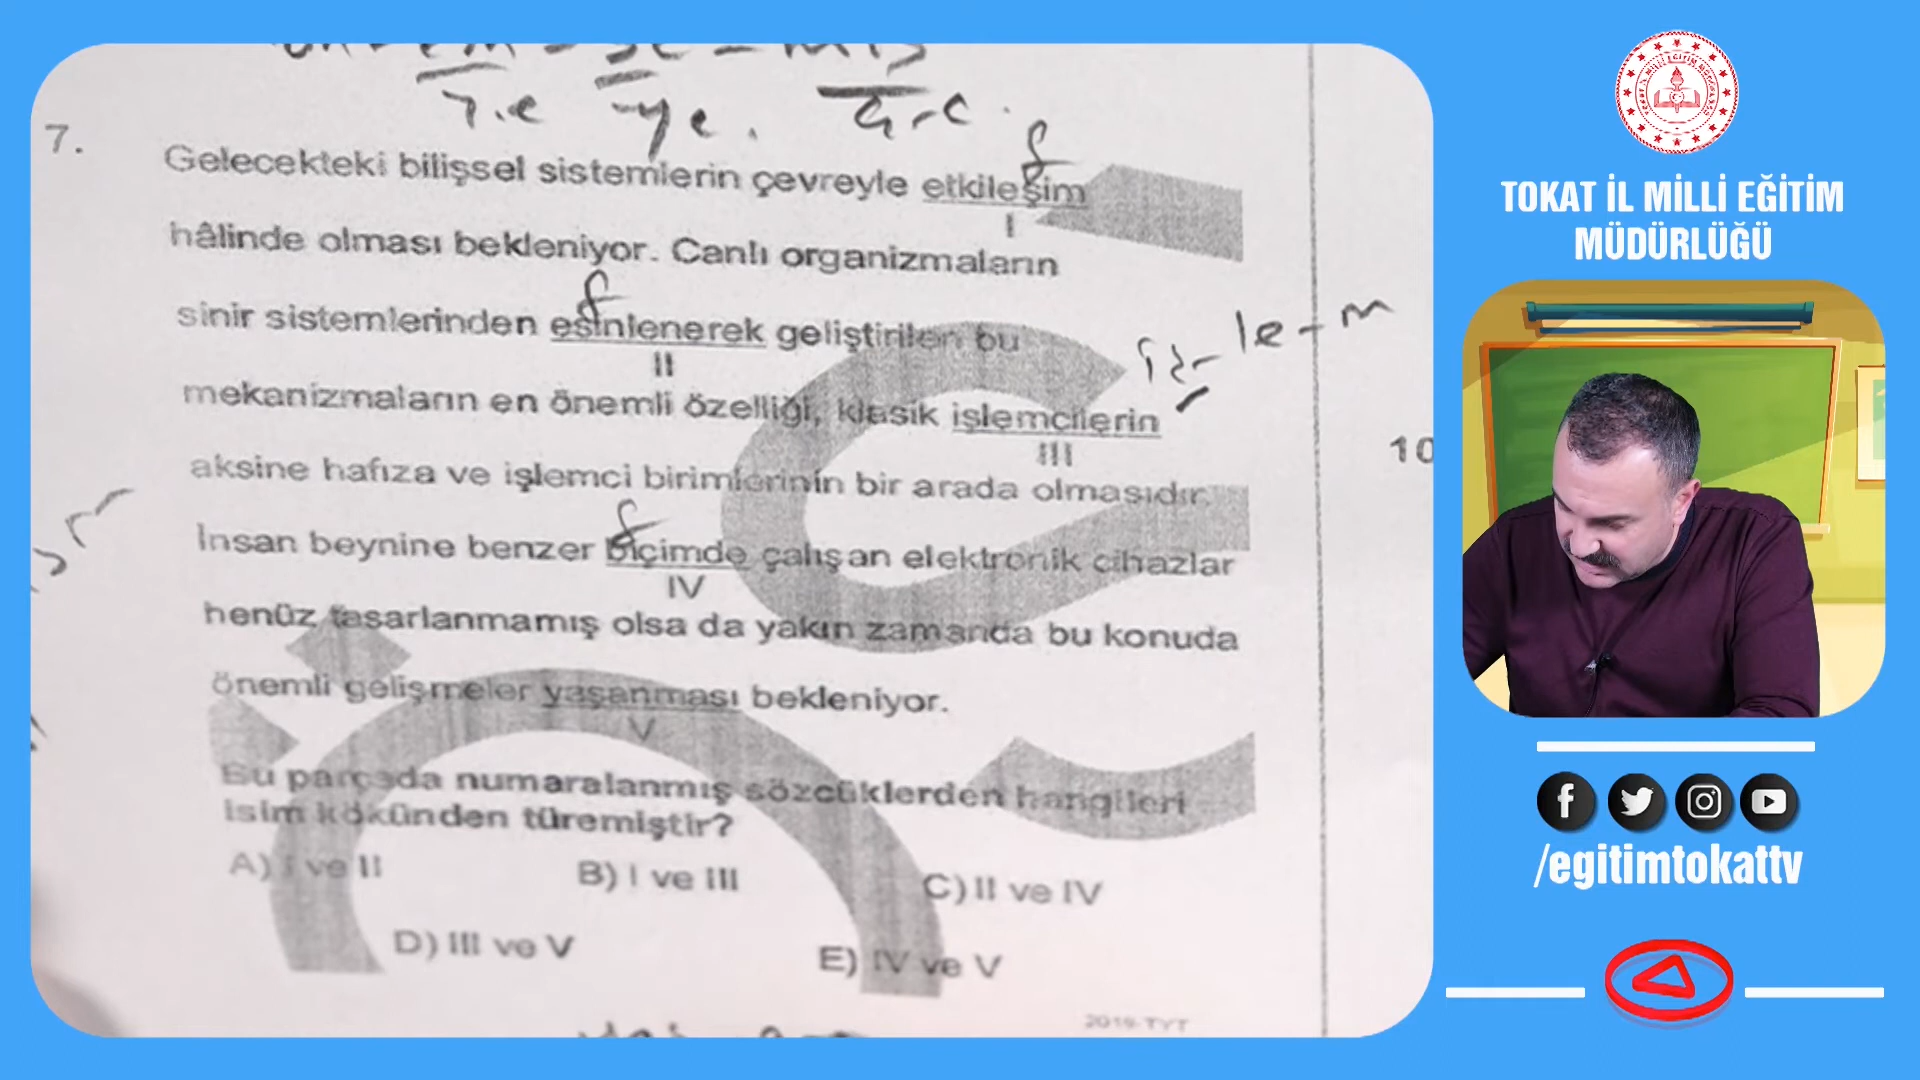 7.
Gelecekteki bilişsel sistemlerin çevreyle etkileşim
I
hâlinde olması bekleniyor. Canlı organizmaların
sinir sistemlerinden esinlenerek geliştirilen bu
II
mekanizmaların en önemli özelliği, klasik işlemcilerin
III
aksine hafıza ve işlemci birimlerinin bir arada olmasıdır.
İnsan beynine benzer biçimde çalışan elektronik cihazlar
IV
henüz tasarlanmamış olsa da yakın zamanda bu konuda
önemli gelişmeler yaşanması bekleniyor.
V
Bu parçada numaralanmış sözcüklerden hangileri
isim kökünden türemiştir?
A) I ve II
B) I ve III
C) II ve IV
D) III ve V
E) IV ve V
2019-TYT
10
TOKAT İL MİLLİ EĞİTİM
MÜDÜRLÜĞÜ
/egitimtokattv